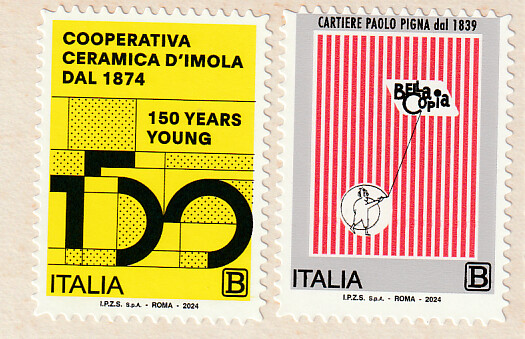 COOPERATIVA
CERAMICA D'IMOLA
DAL 1874
150 YEARS
YOUNG
150
ITALIA B
I.P.Z.S. S.p.A. - ROMA - 2024
CARTIERE PAOLO PIGNA dal 1839
BELLA
COPIA
ITALIA B
I.P.Z.S. S.p.A. - ROMA - 2024